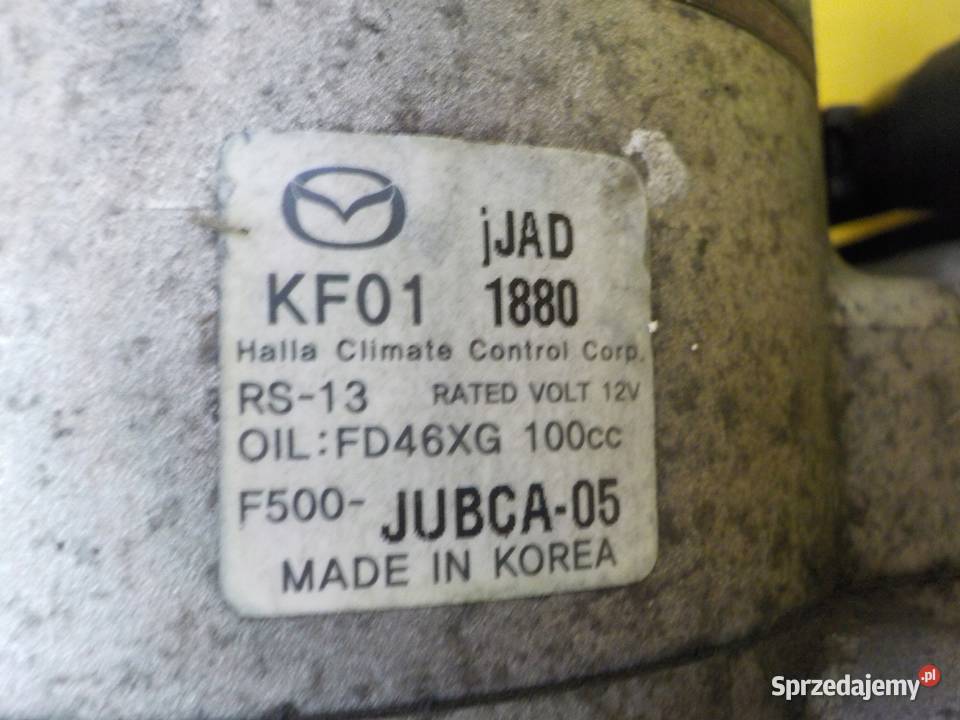 jJAD
KF01 1880
Halla Climate Control Corp.
RS-13 RATED VOLT 12V
OIL:FD46XG 100cc
F500-JUBCA-05
MADE IN KOREA
Sprzedajemy.pl